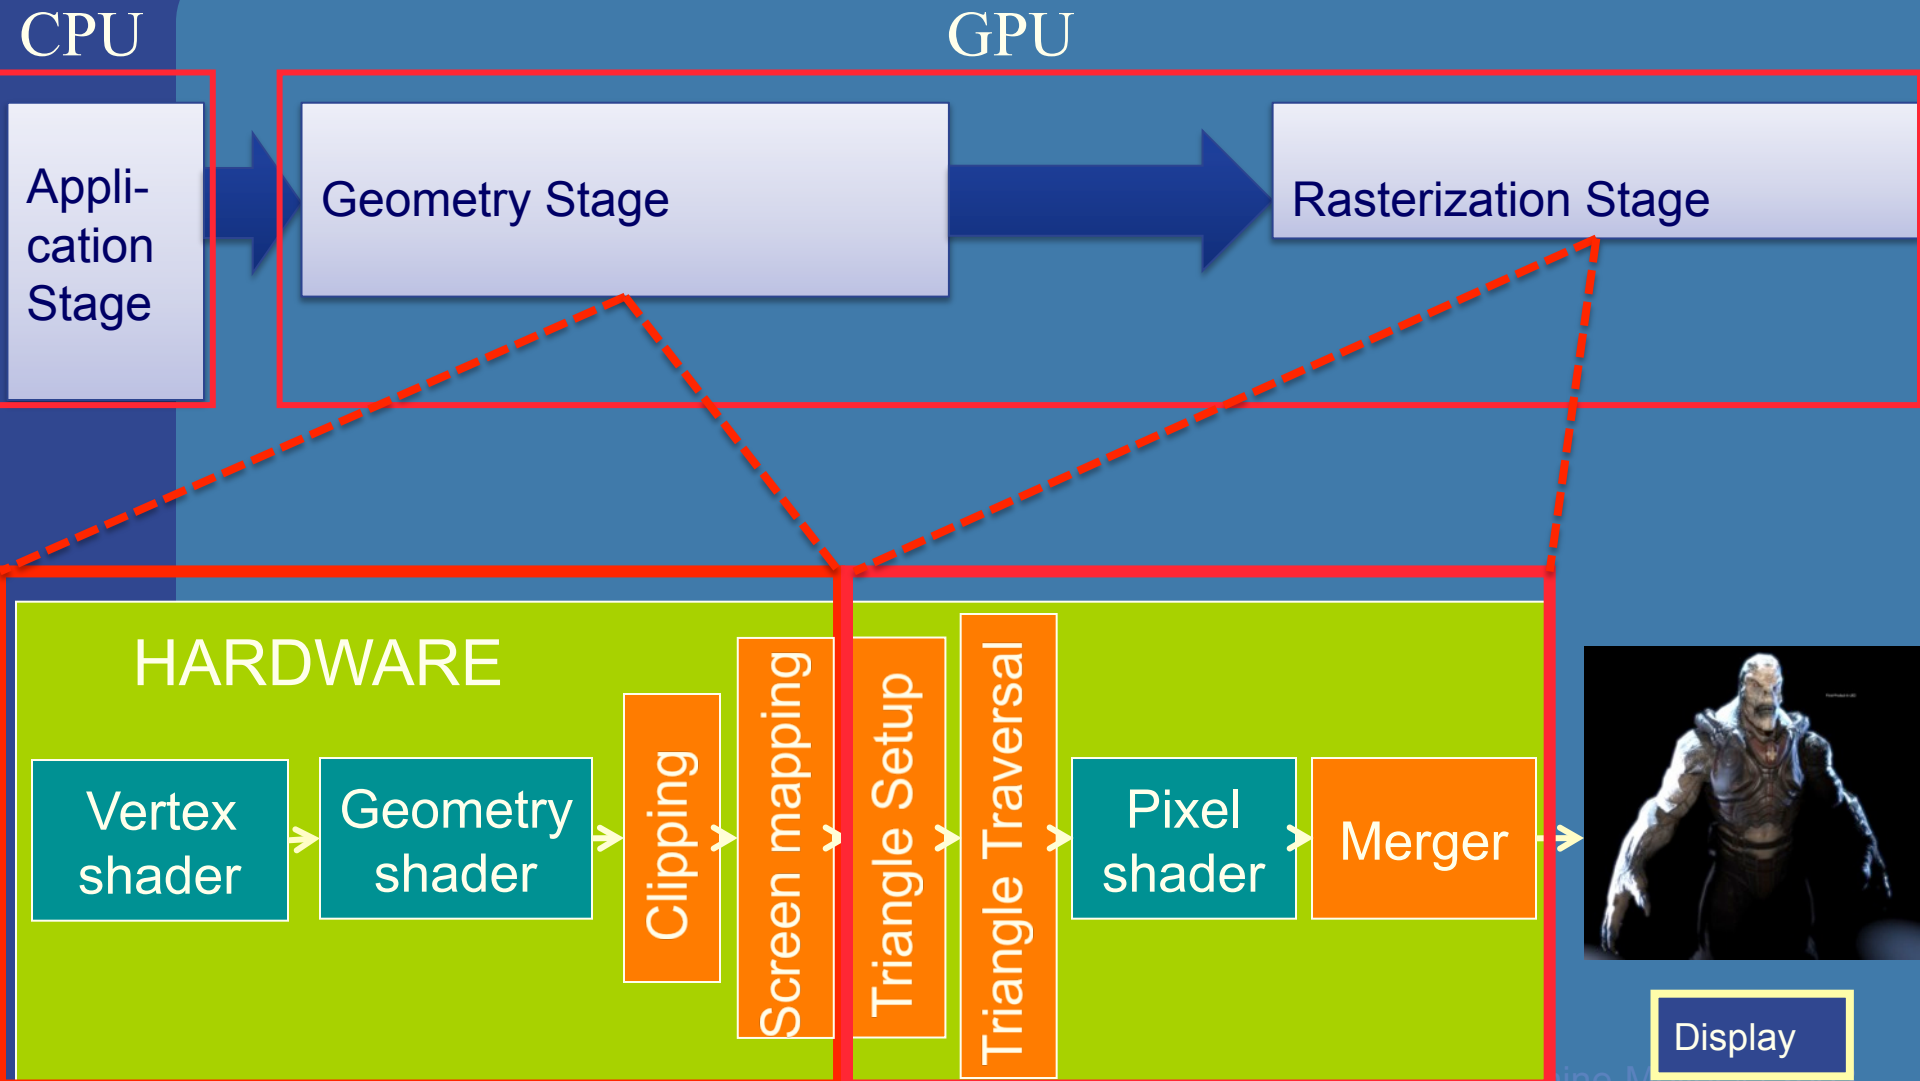 CPU
GPU
Appli-
cation
Stage
Geometry Stage
Rasterization Stage
HARDWARE
Vertex
shader
Geometry
shader
Clipping
Screen mapping
Triangle Setup
Triangle Traversal
Pixel
shader
Merger
Display